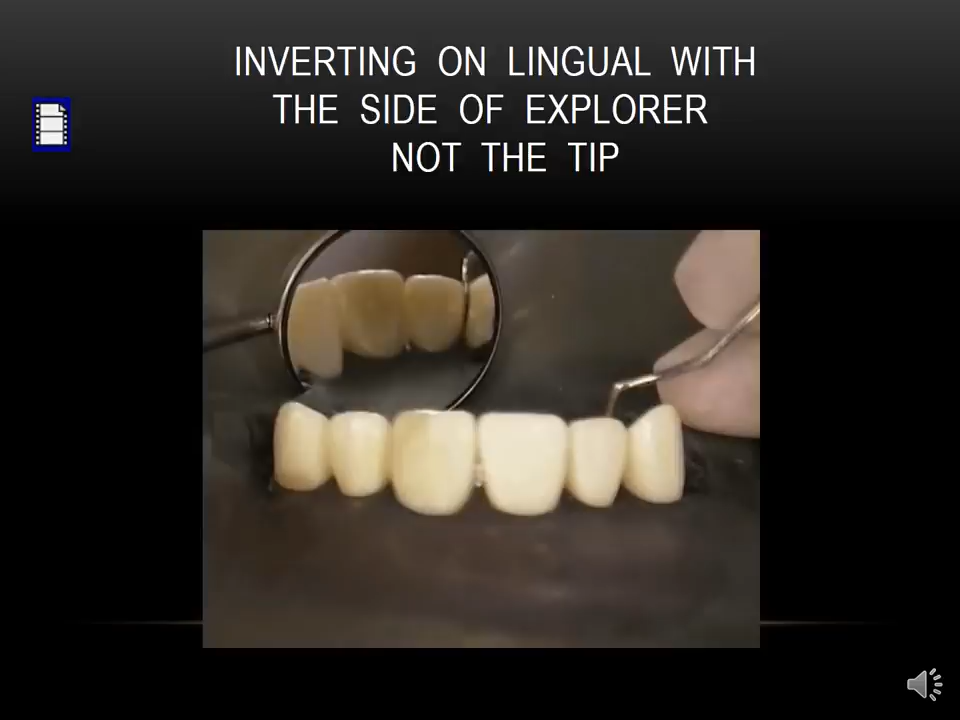 INVERTING ON LINGUAL WITH
THE SIDE OF EXPLORER
NOT THE TIP